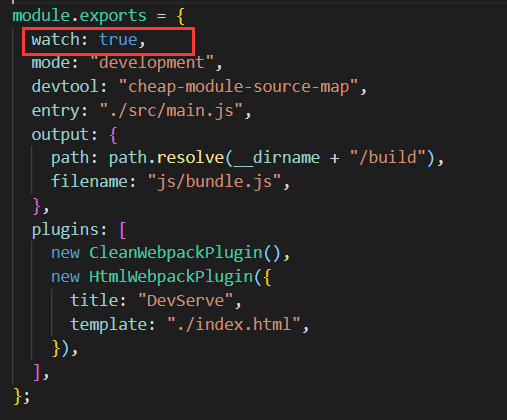 module.exports = {
watch: true,
mode: "development",
devtool: "cheap-module-source-map",
entry: "./src/main.js",
output: {
path: path.resolve(__dirname + "/build"),
filename: "js/bundle.js",
},
plugins: [
new CleanWebpackPlugin(),
new HtmlWebpackPlugin({
title: "DevServe",
template: "./index.html",
}),
],
};